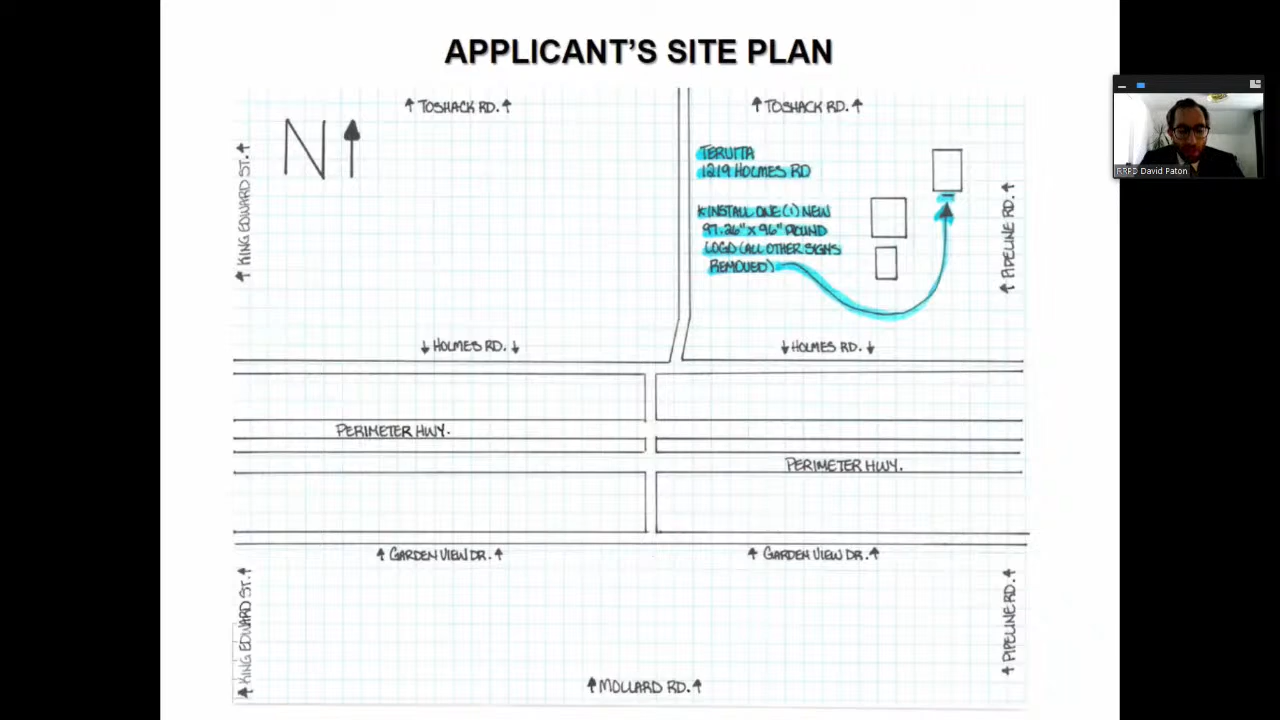 APPLICANT'S SITE PLAN
TOSHACK RD.
TOSHACK RD.
N
KING EDWARD ST.
TERVITA
1219 HOLMES RD
* INSTALL ONE (1) NEW
97.26" x 96" ROUND
LOGO (ALL OTHER SIGNS
REMOVED)
PIPELINE RD.
HOLMES RD.
HOLMES RD.
PERIMETER HWY.
PERIMETER HWY.
GARDEN VIEW DR.
GARDEN VIEW DR.
KING EDWARD ST.
PIPELINE RD.
MOLLARD RD.
RRPD David Paton